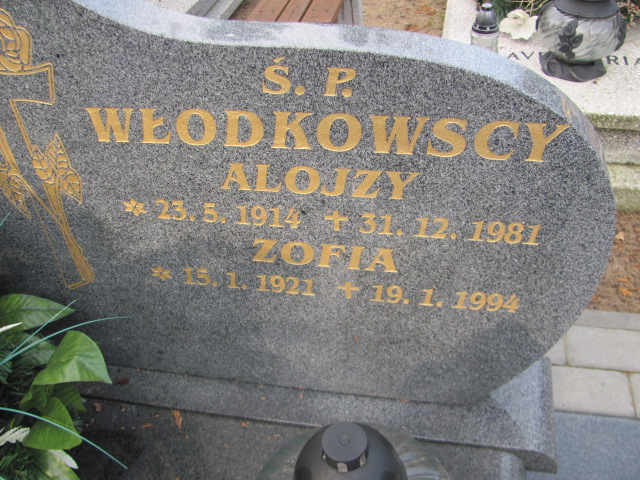 Ś. P.
WŁODKOWSCY
ALOJZY
* 23. 5. 1914 + 31. 12. 1981
ZOFIA
* 15. 1. 1921 + 19. 1. 1994